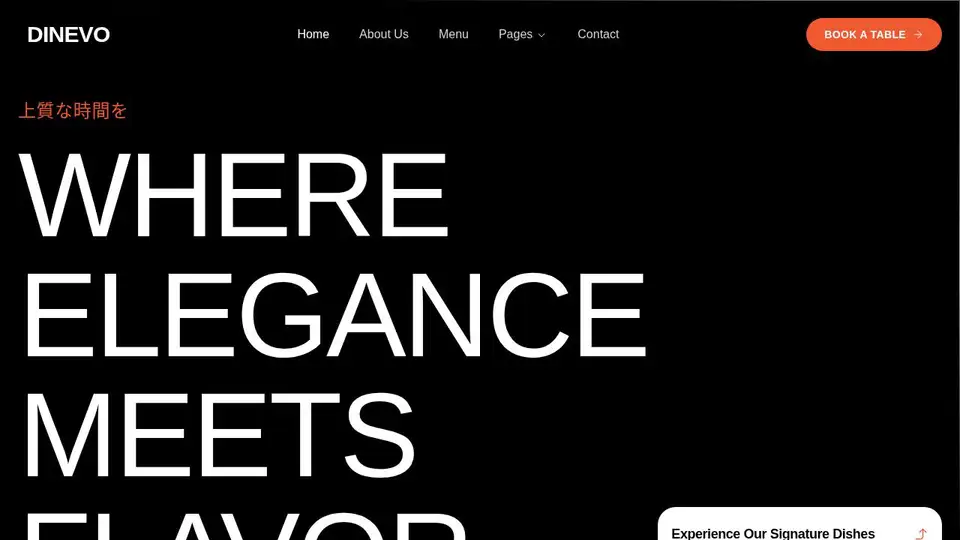 DINEVO
Home About Us Menu Pages Contact
BOOK A TABLE
上質な時間を
WHERE
ELEGANCE
MEETS
FLAVOR
Experience Our Signature Dishes